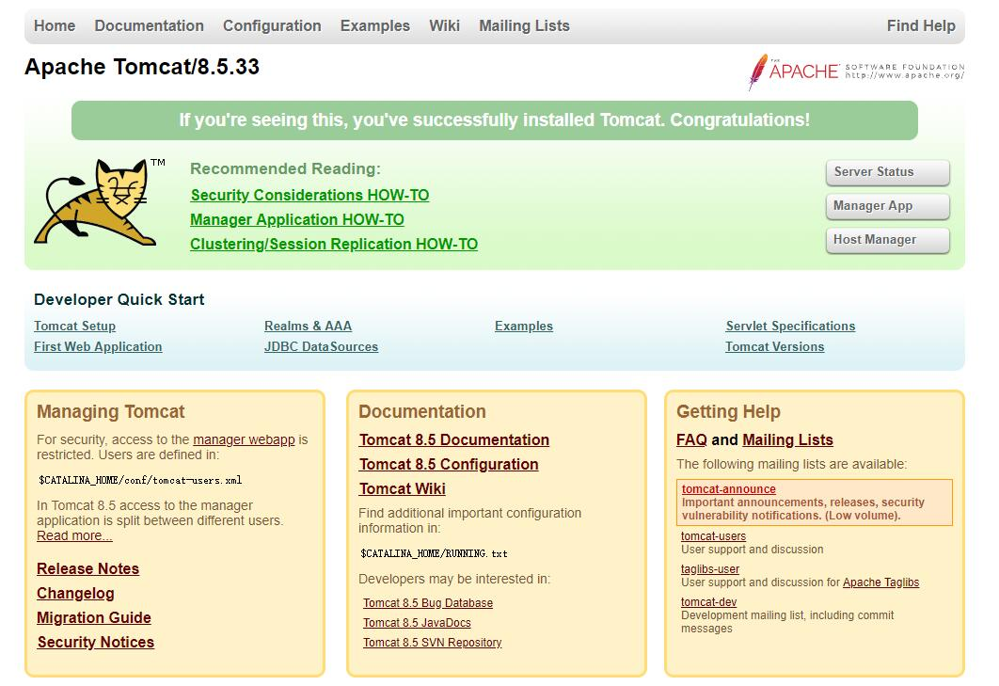 Home Documentation Configuration Examples Wiki Mailing Lists Find Help
Apache Tomcat/8.5.33
THE
APACHE SOFTWARE FOUNDATION
http://www.apache.org/
If you're seeing this, you've successfully installed Tomcat. Congratulations!
TM
Recommended Reading:
Security Considerations HOW-TO
Manager Application HOW-TO
Clustering/Session Replication HOW-TO
Server Status
Manager App
Host Manager
Developer Quick Start
Tomcat Setup
First Web Application
Realms & AAA
JDBC DataSources
Examples
Servlet Specifications
Tomcat Versions
Managing Tomcat
For security, access to the manager webapp is
restricted. Users are defined in:
$CATALINA_HOME/conf/tomcat-users.xml
In Tomcat 8.5 access to the manager
application is split between different users.
Read more...
Release Notes
Changelog
Migration Guide
Security Notices
Documentation
Tomcat 8.5 Documentation
Tomcat 8.5 Configuration
Tomcat Wiki
Find additional important configuration
information in:
$CATALINA_HOME/RUNNING.txt
Developers may be interested in:
Tomcat 8.5 Bug Database
Tomcat 8.5 JavaDocs
Tomcat 8.5 SVN Repository
Getting Help
FAQ and Mailing Lists
The following mailing lists are available:
tomcat-announce
Important announcements, releases, security
vulnerability notifications. (Low volume).
tomcat-users
User support and discussion
taglibs-user
User support and discussion for Apache Taglibs
tomcat-dev
Development mailing list, including commit
messages